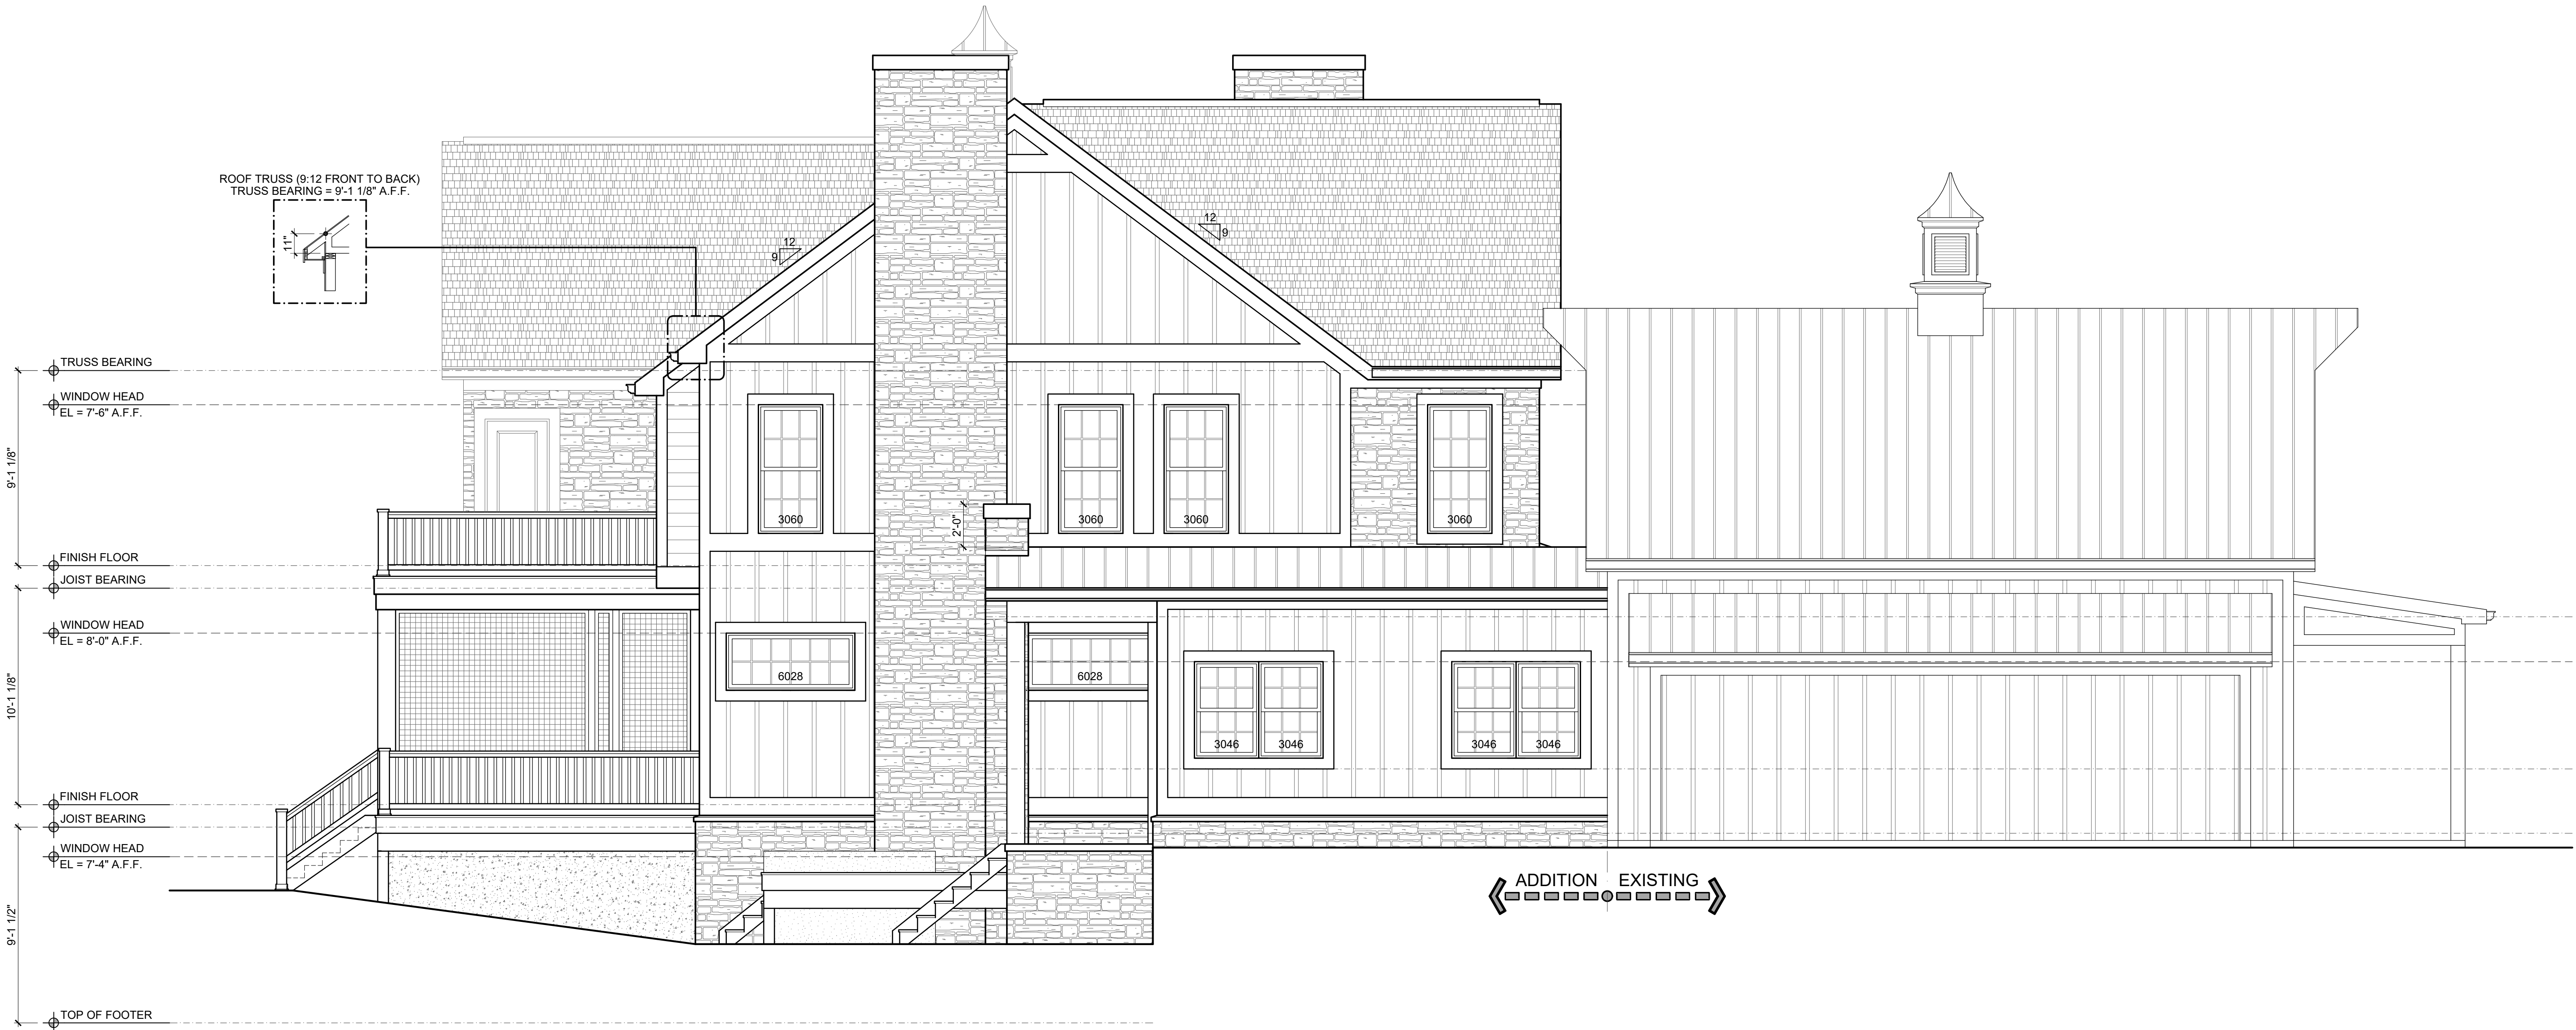 ROOF TRUSS (9:12 FRONT TO BACK)
TRUSS BEARING = 9'-1 1/8" A.F.F.
11"
12
9
12
9
TRUSS BEARING
WINDOW HEAD
EL = 7'-6" A.F.F.
9'-1 1/8"
3060
3060
3060
3060
2'-0"
FINISH FLOOR
JOIST BEARING
WINDOW HEAD
EL = 8'-0" A.F.F.
10'-1 1/8"
6028
6028
3046
3046
3046
3046
FINISH FLOOR
JOIST BEARING
WINDOW HEAD
EL = 7'-4" A.F.F.
9'-1 1/2"
ADDITION EXISTING
TOP OF FOOTER